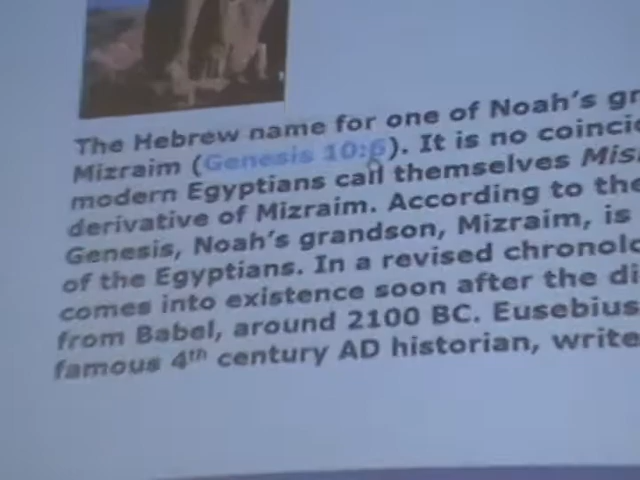 The Hebrew name for one of Noah's gr
Mizraim (Genesis 10:6). It is no coinci
modern Egyptians call themselves Mis
derivative of Mizraim. According to the
Genesis, Noah's grandson, Mizraim, is
of the Egyptians. In a revised chronolo
comes into existence soon after the di
from Babel, around 2100 BC. Eusebius
famous 4th century AD historian, write